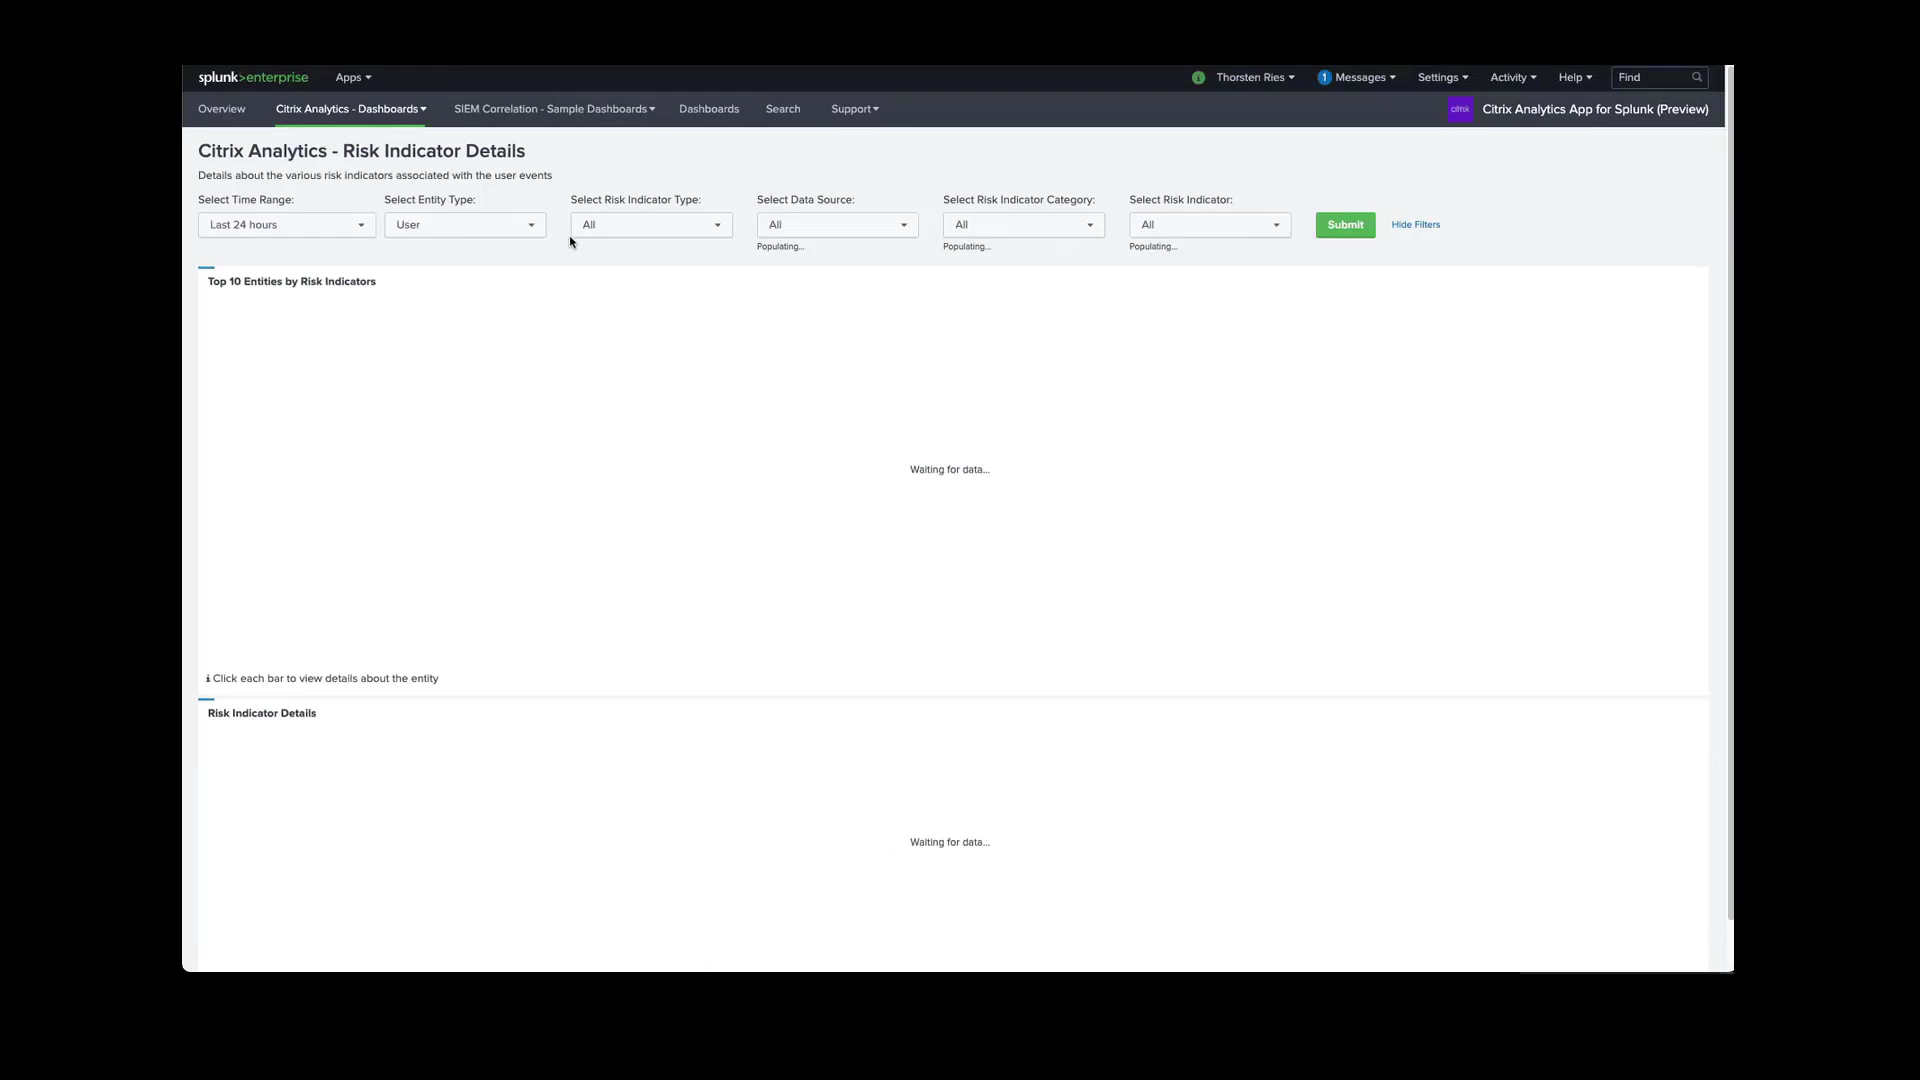 splunk>enterprise Apps i Thorsten Ries 1 Messages Settings Activity Help Find
Overview Citrix Analytics - Dashboards SIEM Correlation - Sample Dashboards Dashboards Search Support citrix Citrix Analytics App for Splunk (Preview)
Citrix Analytics - Risk Indicator Details
Details about the various risk indicators associated with the user events
Select Time Range: Select Entity Type: Select Risk Indicator Type: Select Data Source: Select Risk Indicator Category: Select Risk Indicator:
Last 24 hours User All All All All Submit Hide Filters
Populating... Populating... Populating...
Top 10 Entities by Risk Indicators
Waiting for data...
i Click each bar to view details about the entity
Risk Indicator Details
Waiting for data...